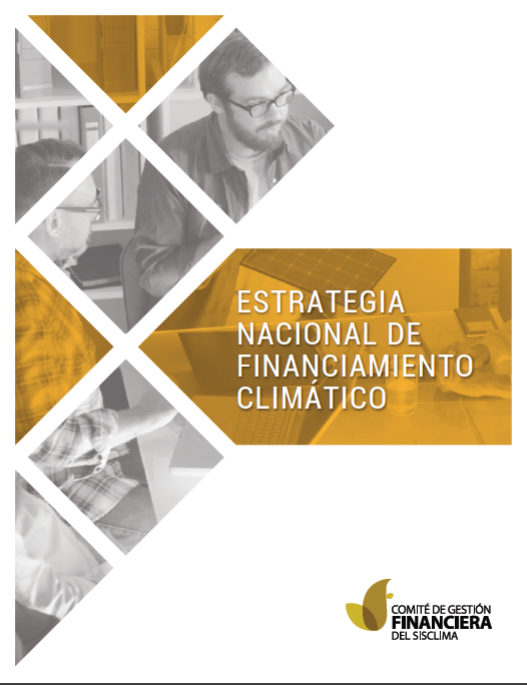 ESTRATEGIA
NACIONAL DE
FINANCIAMIENTO
CLIMÁTICO
COMITÉ DE GESTIÓN
FINANCIERA
DEL SISCLIMA